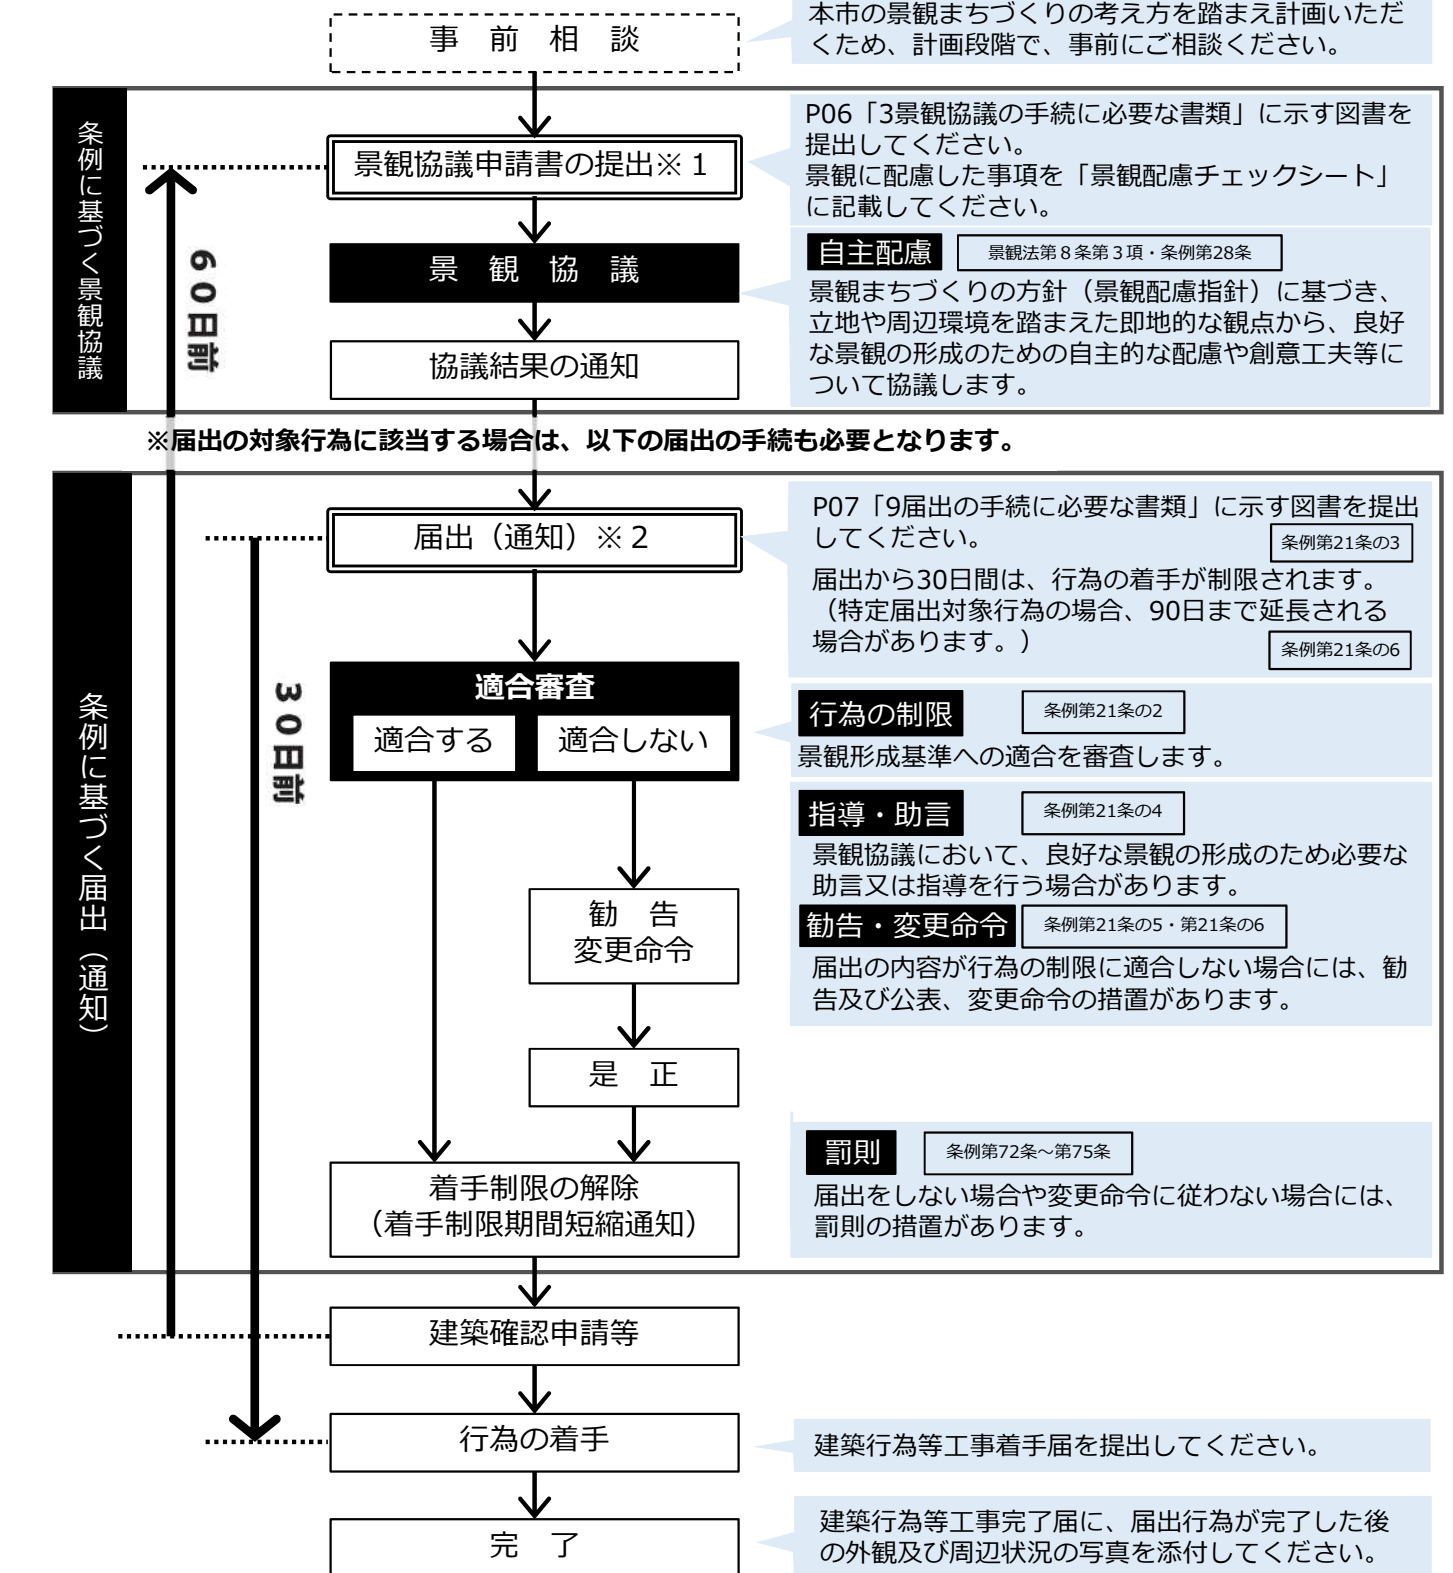 事前相談
本市の景観まちづくりの考え方を踏まえ計画いただ
くため、計画段階で、事前にご相談ください。
条例に基づく景観協議
60日前
景観協議申請書の提出※1
P06「3景観協議の手続に必要な書類」に示す図書を
提出してください。
景観に配慮した事項を「景観配慮チェックシート」
に記載してください。
景観協議
自主配慮
景観法第8条第3項・条例第28条
景観まちづくりの方針（景観配慮指針）に基づき、
立地や周辺環境を踏まえた即地的な観点から、良好
な景観の形成のための自主的な配慮や創意工夫等に
ついて協議します。
協議結果の通知
※届出の対象行為に該当する場合は、以下の届出の手続も必要となります。
条例に基づく届出（通知）
30日前
届出（通知）※2
P07「9届出の手続に必要な書類」に示す図書を提出
してください。
条例第21条の3
届出から30日間は、行為の着手が制限されます。
（特定届出対象行為の場合、90日まで延長される
場合があります。）
条例第21条の6
適合審査
適合する
適合しない
行為の制限
条例第21条の2
景観形成基準への適合を審査します。
指導・助言
条例第21条の4
景観協議において、良好な景観の形成のため必要な
助言又は指導を行う場合があります。
勧告
変更命令
勧告・変更命令
条例第21条の5・第21条の6
届出の内容が行為の制限に適合しない場合には、勧
告及び公表、変更命令の措置があります。
是正
着手制限の解除
（着手制限期間短縮通知）
罰則
条例第72条～第75条
届出をしない場合や変更命令に従わない場合には、
罰則の措置があります。
建築確認申請等
行為の着手
建築行為等工事着手届を提出してください。
完了
建築行為等工事完了届に、届出行為が完了した後
の外観及び周辺状況の写真を添付してください。